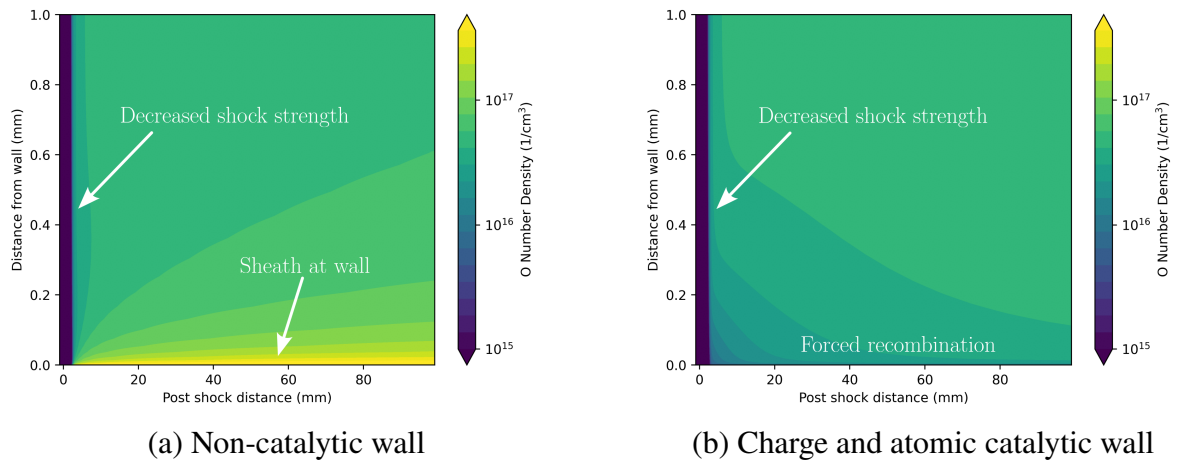 1.0
0.8
0.6
0.4
0.2
0.0
Distance from wall (mm)
0
20
40
60
80
Post shock distance (mm)
Decreased shock strength
Sheath at wall
10^17
10^16
10^15
O Number Density (1/cm^3)
(a) Non-catalytic wall
1.0
0.8
0.6
0.4
0.2
0.0
Distance from wall (mm)
0
20
40
60
80
Post shock distance (mm)
Decreased shock strength
Forced recombination
10^17
10^16
10^15
O Number Density (1/cm^3)
(b) Charge and atomic catalytic wall